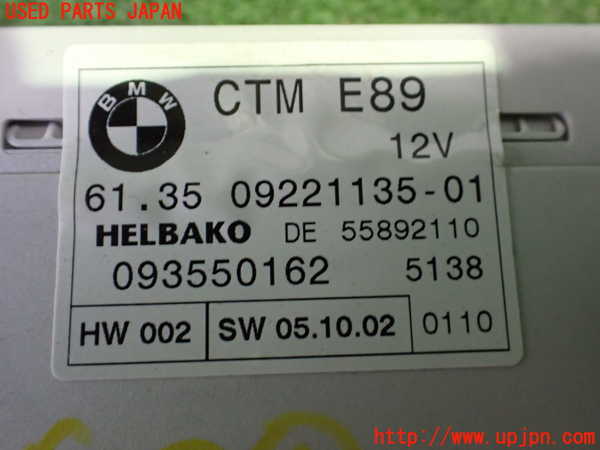 USED PARTS JAPAN
BMW
CTM E89
12V
61.35 09221135-01
HELBAKO DE 55892110
093550162 5138
HW 002 SW 05.10.02 0110
http://www.upjpn.com/